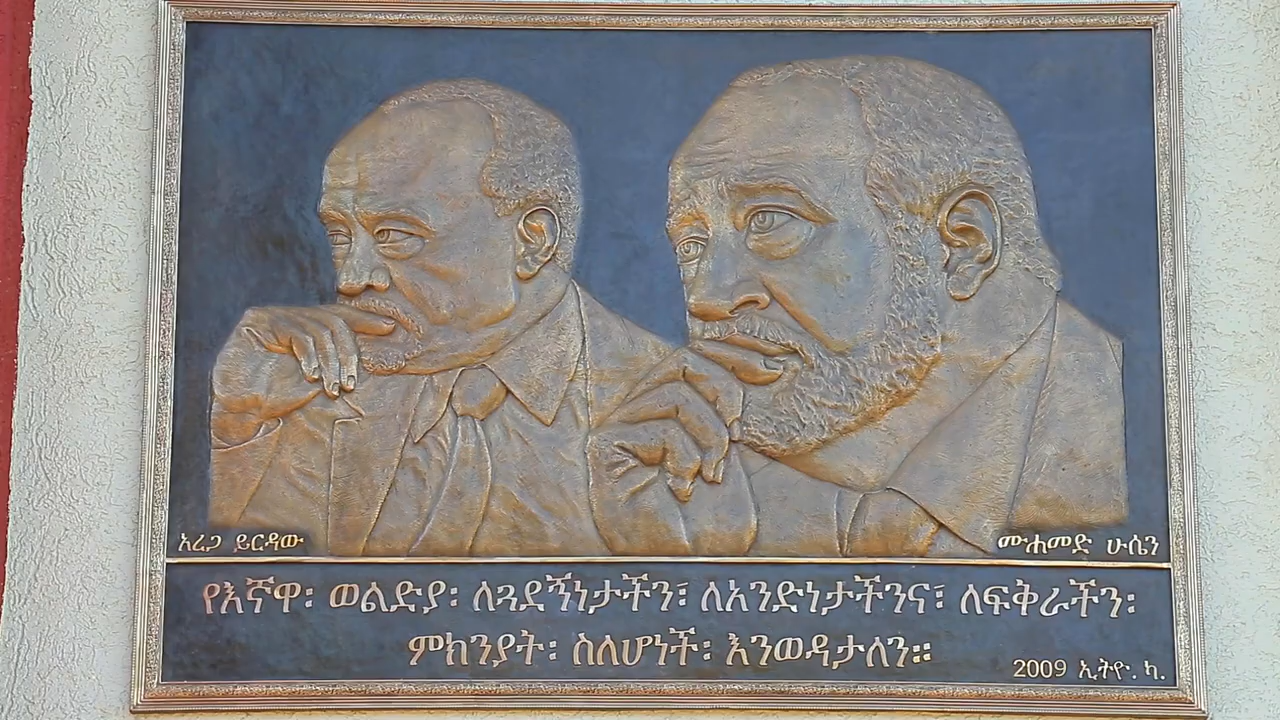 አረጋ ይርዳው
ሙሐመድ ሁሴን
የእኛዋ፡ ወልድያ፡ ለጓደኝነታችን፣ ለአንድነታችንና፣ ለፍቅራችን፡
ምክንያት፡ ስለሆነች፡ እንወዳታለን።
2009 ኢትዮ. ካ.